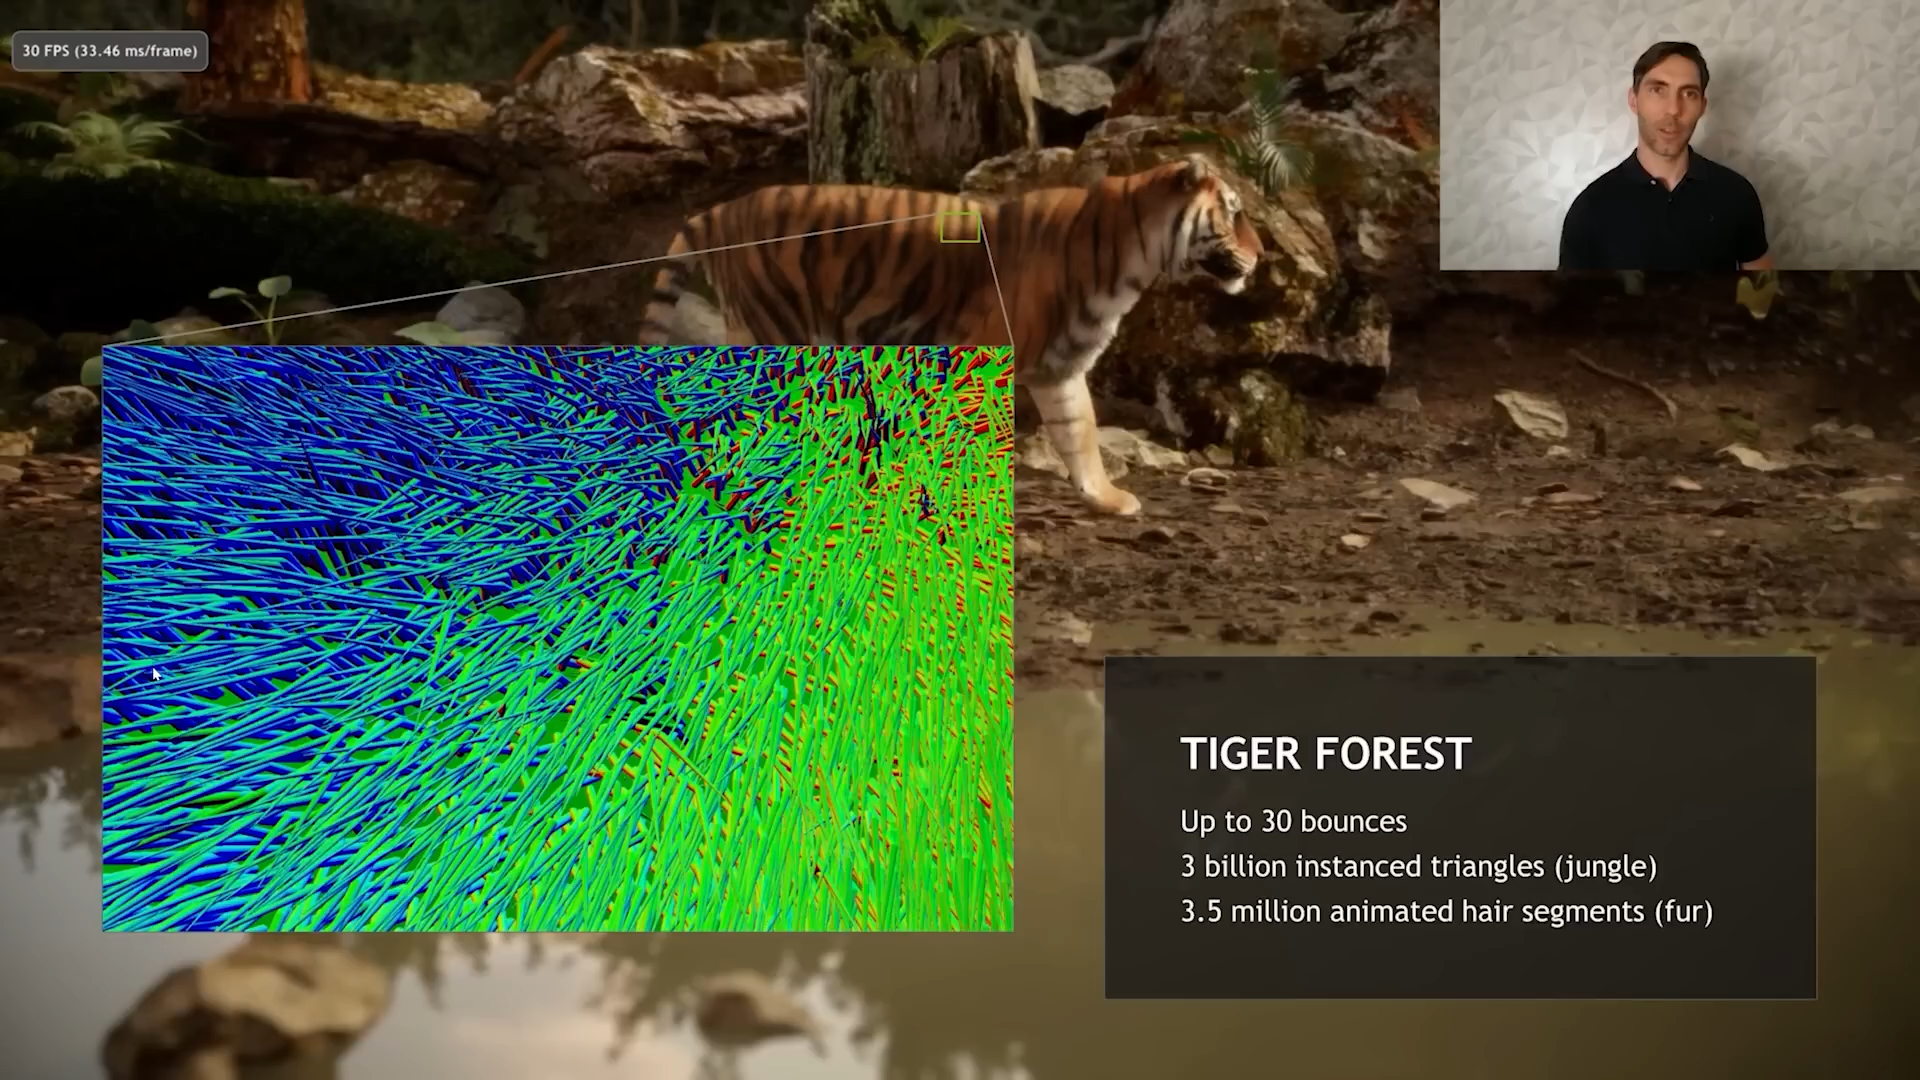 30 FPS (33.46 ms/frame)
TIGER FOREST
Up to 30 bounces
3 billion instanced triangles (jungle)
3.5 million animated hair segments (fur)